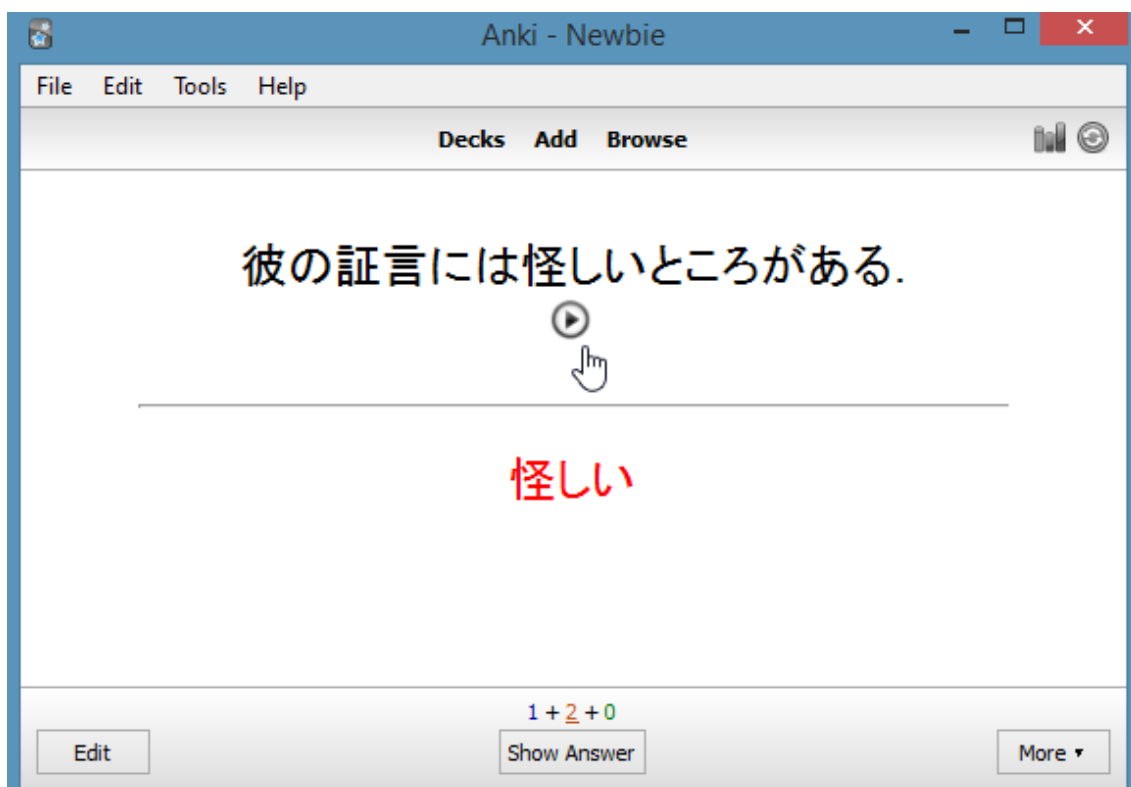 Anki - Newbie
File Edit Tools Help
Decks Add Browse
彼の証言には怪しいところがある.
怪しい
1 + 2 + 0
Edit Show Answer More